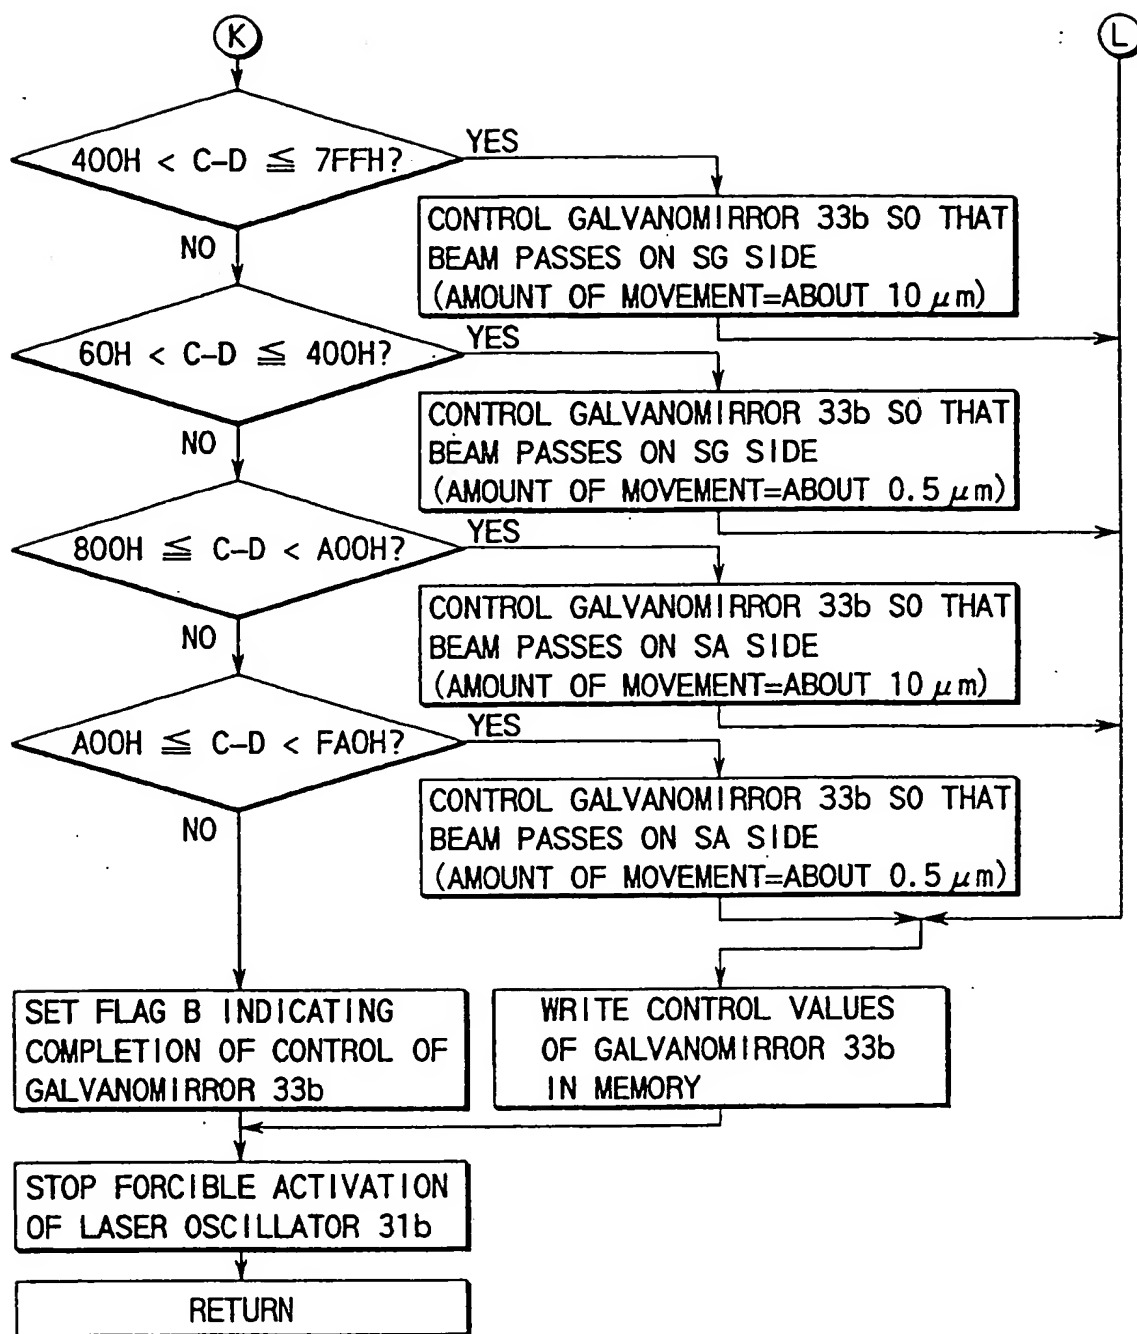 K
L
400H < C-D ≦ 7FFH?
YES
CONTROL GALVANOMIRROR 33b SO THAT
BEAM PASSES ON SG SIDE
(AMOUNT OF MOVEMENT=ABOUT 10 μm)
NO
60H < C-D ≦ 400H?
YES
CONTROL GALVANOMIRROR 33b SO THAT
BEAM PASSES ON SG SIDE
(AMOUNT OF MOVEMENT=ABOUT 0.5 μm)
NO
800H ≦ C-D < A00H?
YES
CONTROL GALVANOMIRROR 33b SO THAT
BEAM PASSES ON SA SIDE
(AMOUNT OF MOVEMENT=ABOUT 10 μm)
NO
A00H ≦ C-D < FA0H?
YES
CONTROL GALVANOMIRROR 33b SO THAT
BEAM PASSES ON SA SIDE
(AMOUNT OF MOVEMENT=ABOUT 0.5 μm)
NO
SET FLAG B INDICATING
COMPLETION OF CONTROL OF
GALVANOMIRROR 33b
WRITE CONTROL VALUES
OF GALVANOMIRROR 33b
IN MEMORY
STOP FORCIBLE ACTIVATION
OF LASER OSCILLATOR 31b
RETURN